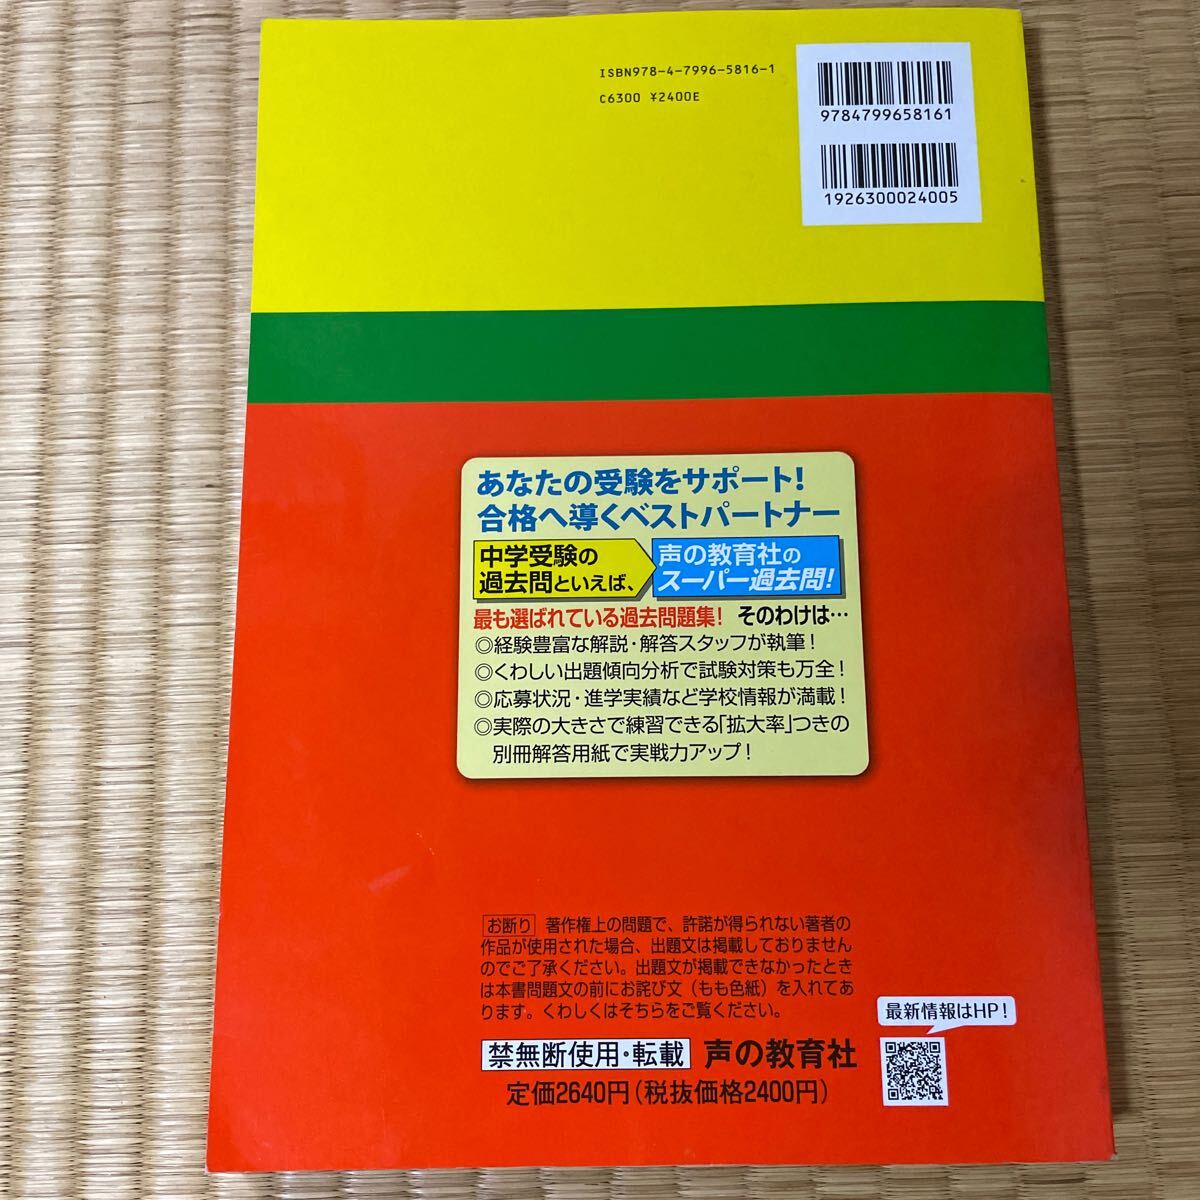 ISBN978-4-7996-5816-1
C6300 ¥2400E
9784799658161
1926300024005
あなたの受験をサポート!
合格へ導くベストパートナー
中学受験の
過去問といえば、
声の教育社の
スーパー過去問!
最も選ばれている過去問題集! そのわけは…
◎経験豊富な解説・解答スタッフが執筆!
◎くわしい出題傾向分析で試験対策も万全!
◎応募状況・進学実績など学校情報が満載!
◎実際の大きさで練習できる「拡大率」つきの
別冊解答用紙で実戦力アップ!
お断り 著作権上の問題で、許諾が得られない著者の
作品が使用された場合、出題文は掲載しておりません
のでご了承ください。出題文が掲載できなかったとき
は本書問題文の前にお詫び文(もも色紙)を入れてあ
ります。くわしくはそちらをご覧ください。
最新情報はHP!
禁無断使用・転載 声の教育社
定価2640円(税抜価格2400円)